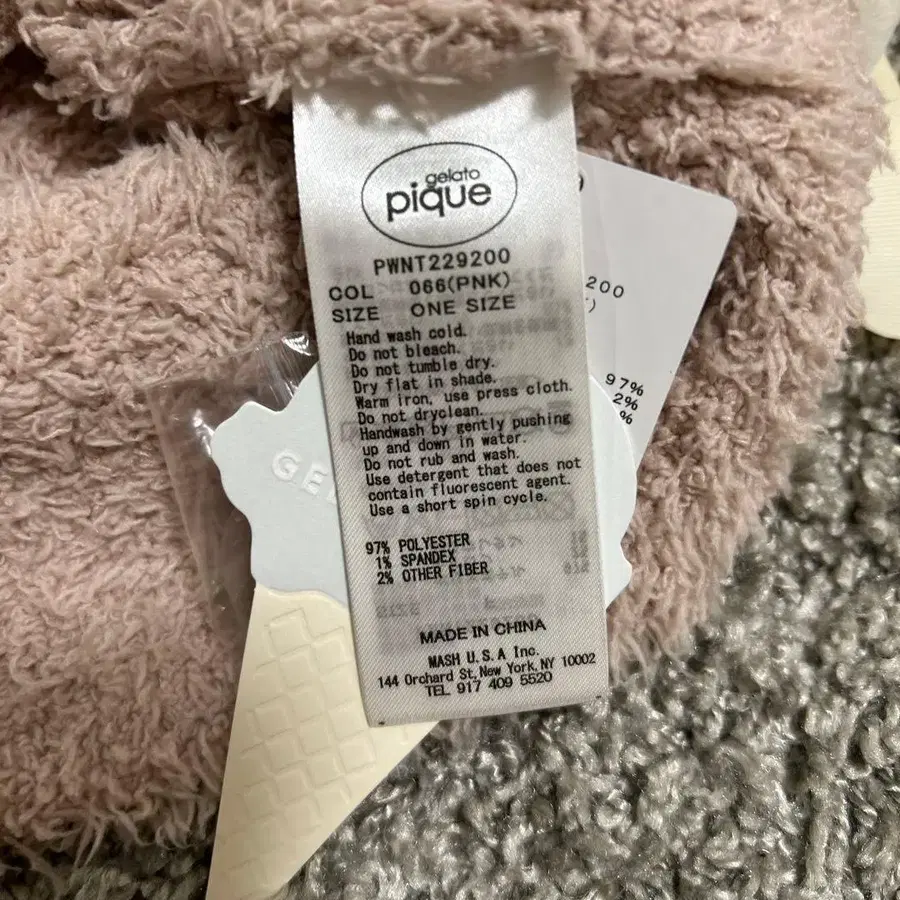 gelato
pique
PWNT229200
COL 066(PNK)
SIZE ONE SIZE
Hand wash cold.
Do not bleach.
Do not tumble dry.
Dry flat in shade.
Warm iron, use press cloth.
Do not dryclean.
Handwash by gently pushing
up and down in water.
Do not rub and wash.
Use detergent that does not
contain fluorescent agent.
Use a short spin cycle.
97% POLYESTER
1% SPANDEX
2% OTHER FIBER
MADE IN CHINA
MASH U.S.A Inc.
144 Orchard St, New York, NY 10002
TEL 917 409 5520
200
)
97%
2%
%
GEL